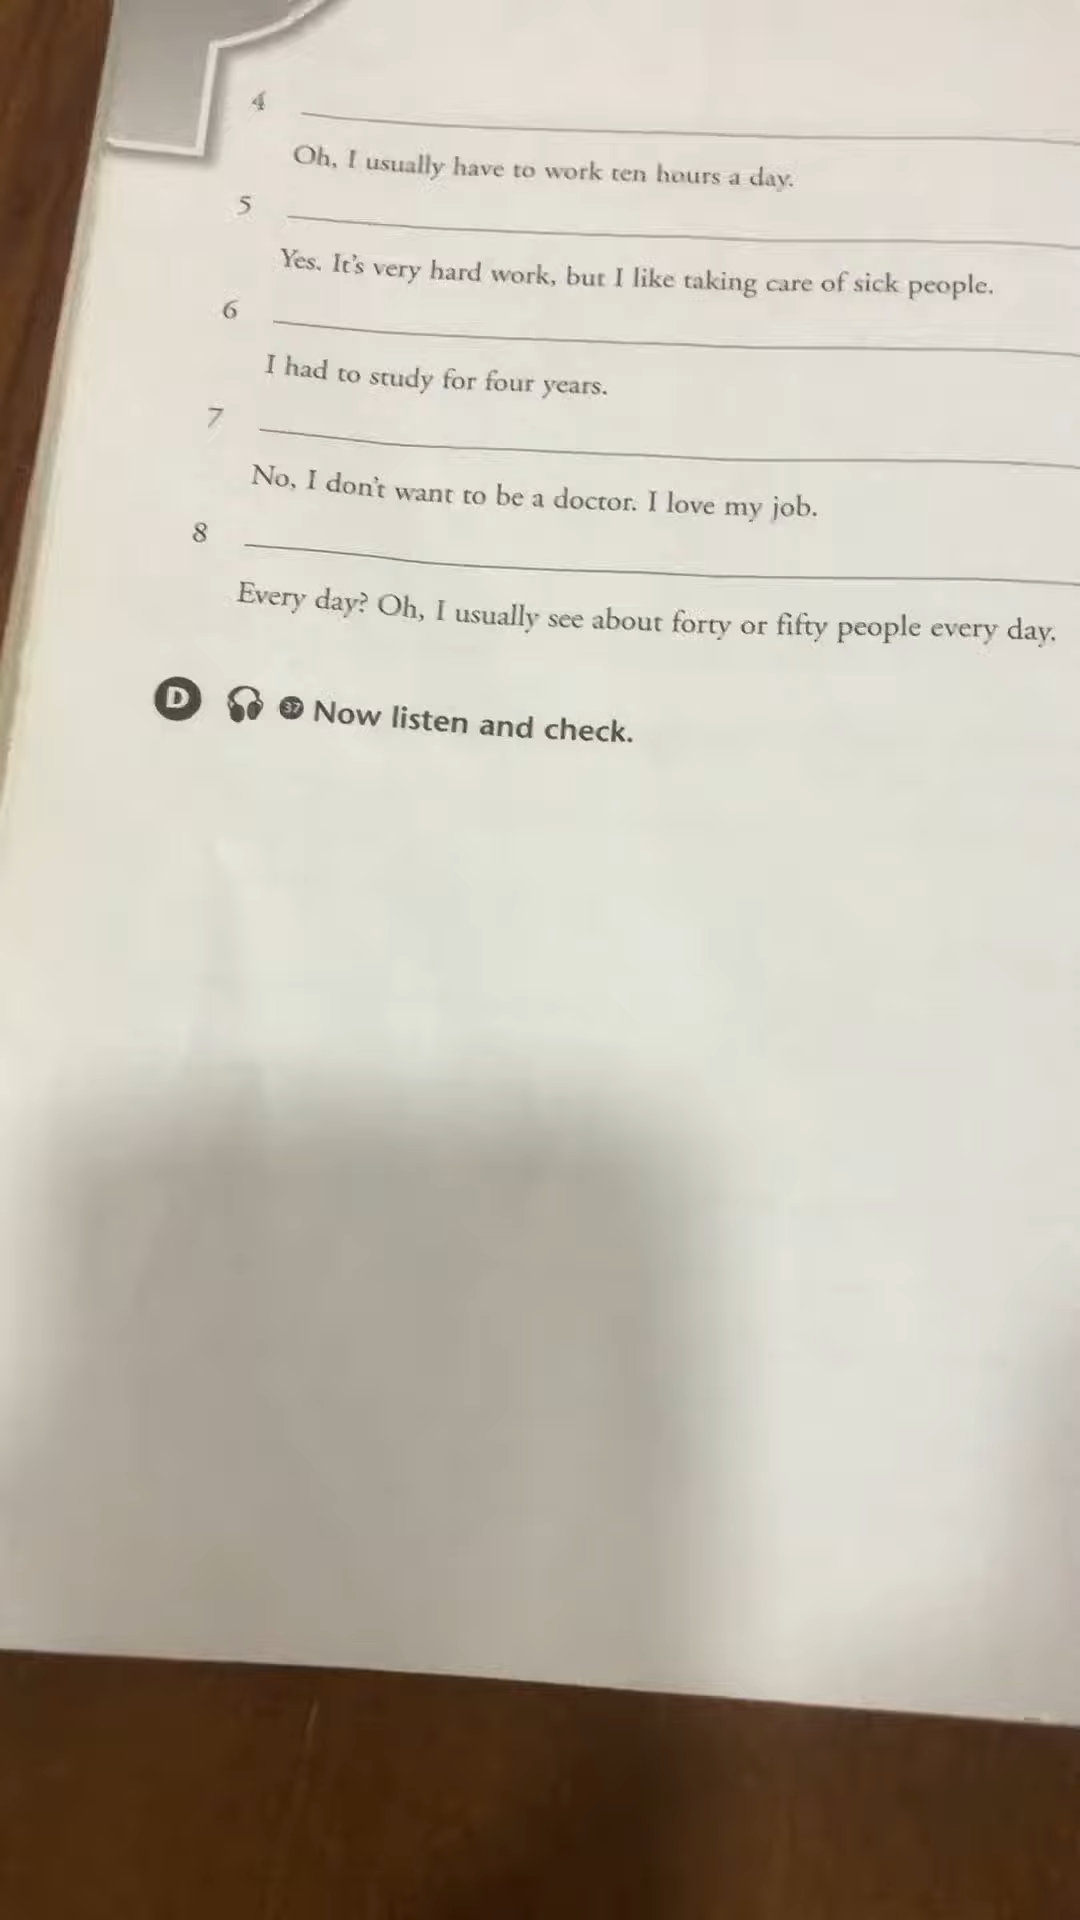 4
Oh, I usually have to work ten hours a day.
5
Yes. It's very hard work, but I like taking care of sick people.
6
I had to study for four years.
7
No, I don't want to be a doctor. I love my job.
8
Every day? Oh, I usually see about forty or fifty people every day.
D 37 Now listen and check.